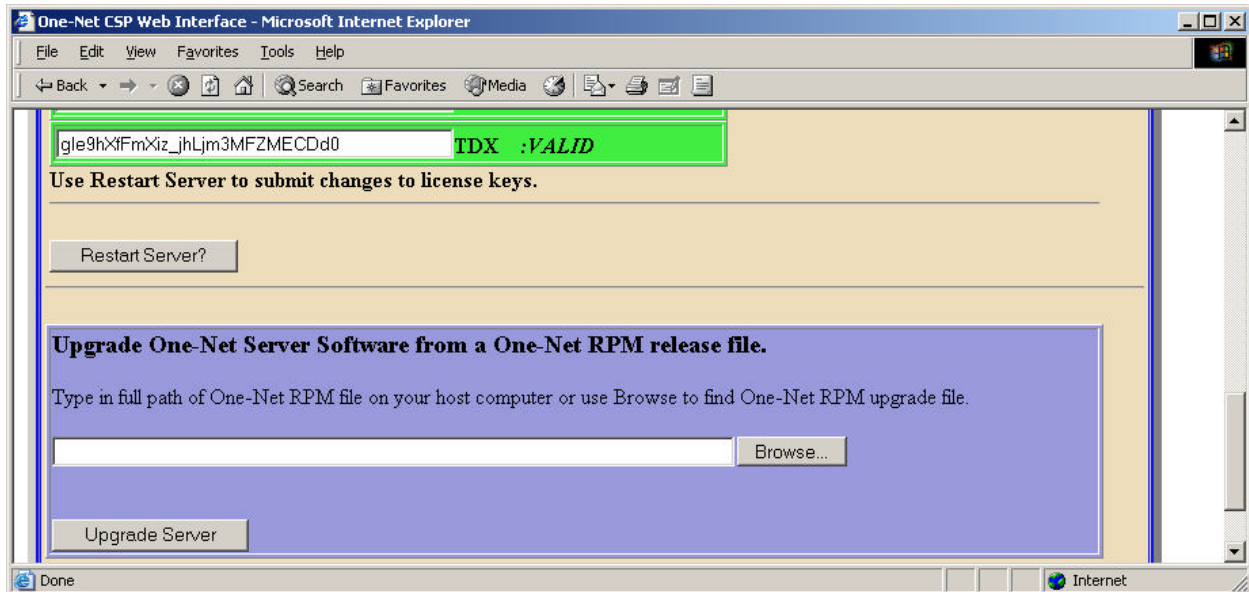 One-Net CSP Web Interface - Microsoft Internet Explorer
File Edit View Favorites Tools Help
Back Search Favorites Media
gle9hXfFmXiz_jhLjm3MFZMECDd0 TDX :VALID
Use Restart Server to submit changes to license keys.
Restart Server?
Upgrade One-Net Server Software from a One-Net RPM release file.
Type in full path of One-Net RPM file on your host computer or use Browse to find One-Net RPM upgrade file.
Browse...
Upgrade Server
Done Internet